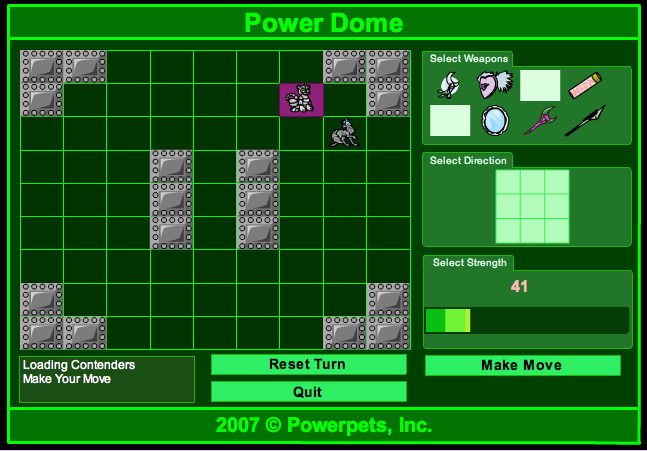 Power Dome
Select Weapons
Select Direction
Select Strength
41
Loading Contenders
Make Your Move
Reset Turn
Quit
Make Move
2007 © Powerpets, Inc.